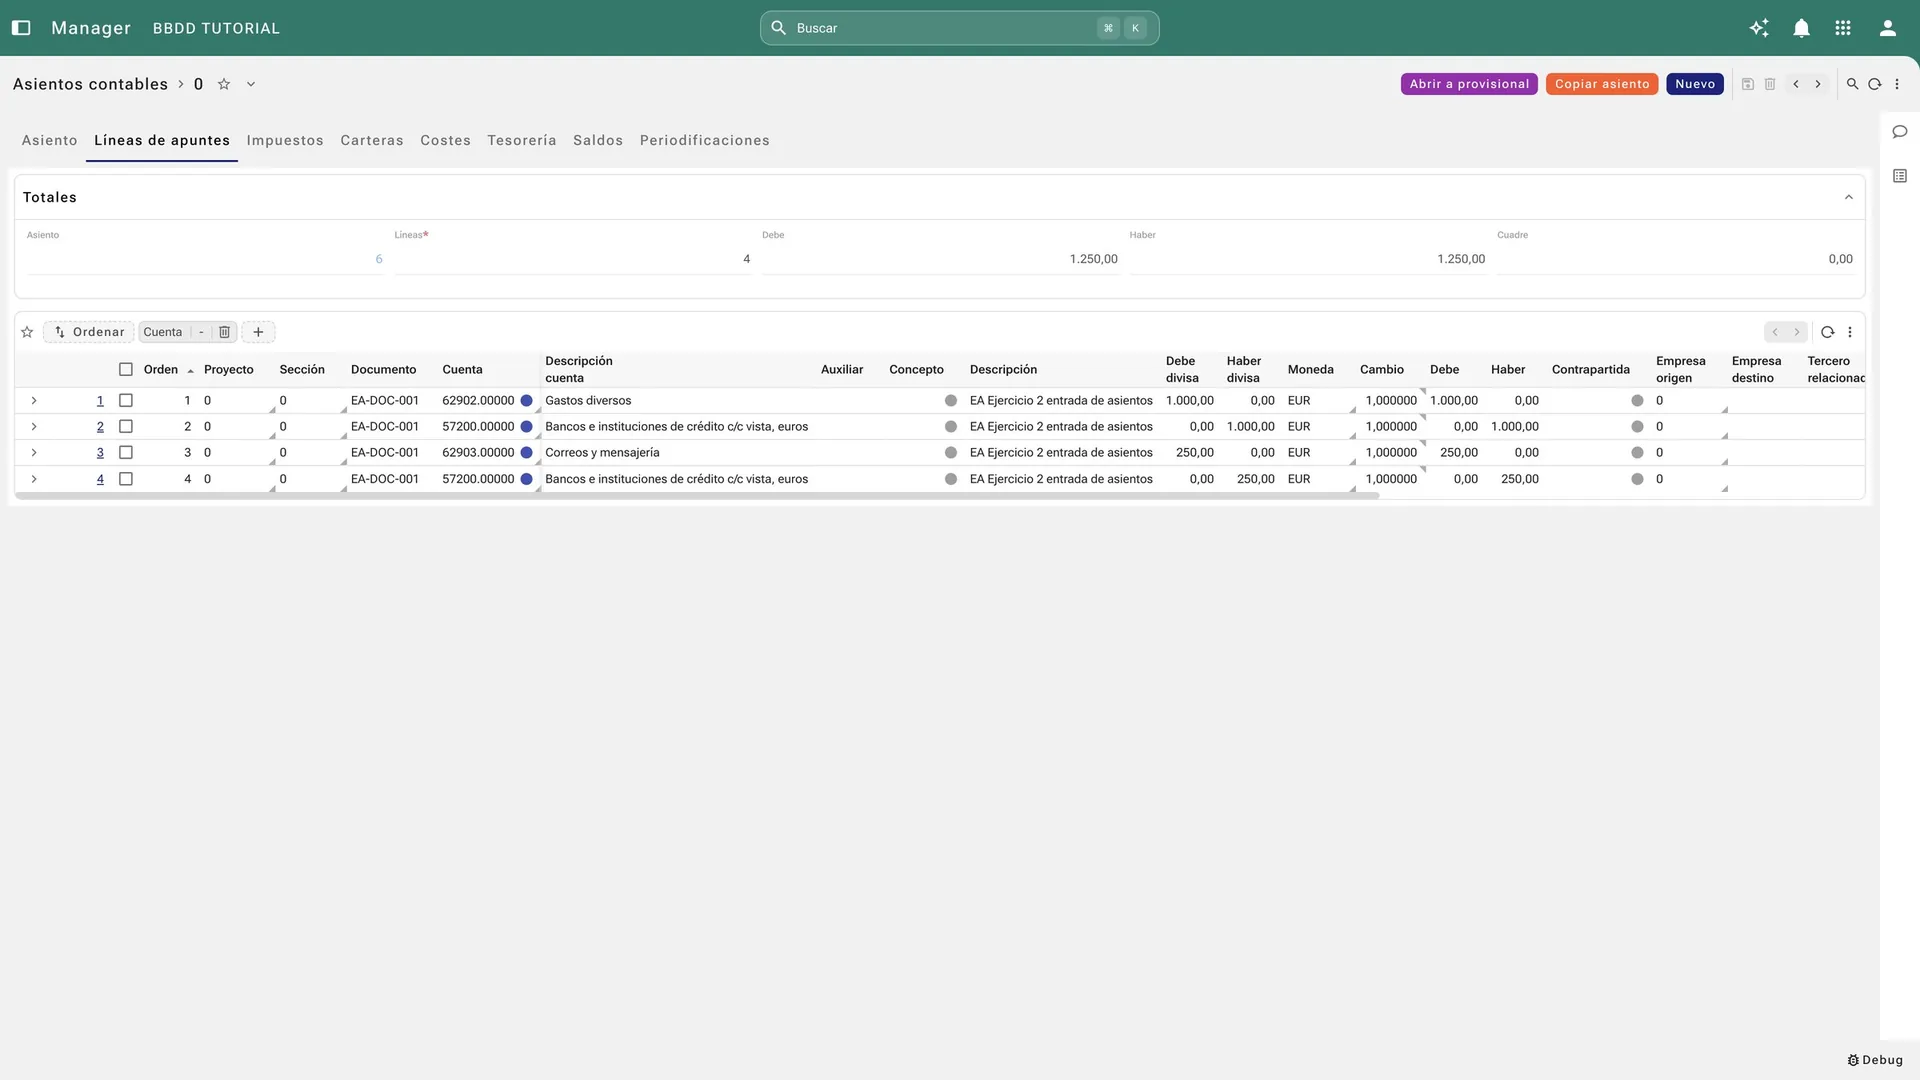 Manager BBDD TUTORIAL Buscar ⌘ K
Asientos contables > 0 Abrir a provisional Copiar asiento Nuevo
Asiento Líneas de apuntes Impuestos Carteras Costes Tesorería Saldos Periodificaciones
Totales
Asiento Líneas* Debe Haber Cuadre
6 4 1.250,00 1.250,00 0,00
Ordenar Cuenta - +
Orden Proyecto Sección Documento Cuenta Descripción cuenta Auxiliar Concepto Descripción Debe divisa Haber divisa Moneda Cambio Debe Haber Contrapartida Empresa origen Empresa destino Tercero relacionac
1 1 0 0 EA-DOC-001 62902.00000 Gastos diversos EA Ejercicio 2 entrada de asientos 1.000,00 0,00 EUR 1,000000 1.000,00 0,00 0
2 2 0 0 EA-DOC-001 57200.00000 Bancos e instituciones de crédito c/c vista, euros EA Ejercicio 2 entrada de asientos 0,00 1.000,00 EUR 1,000000 0,00 1.000,00 0
3 3 0 0 EA-DOC-001 62903.00000 Correos y mensajería EA Ejercicio 2 entrada de asientos 250,00 0,00 EUR 1,000000 250,00 0,00 0
4 4 0 0 EA-DOC-001 57200.00000 Bancos e instituciones de crédito c/c vista, euros EA Ejercicio 2 entrada de asientos 0,00 250,00 EUR 1,000000 0,00 250,00 0
Debug